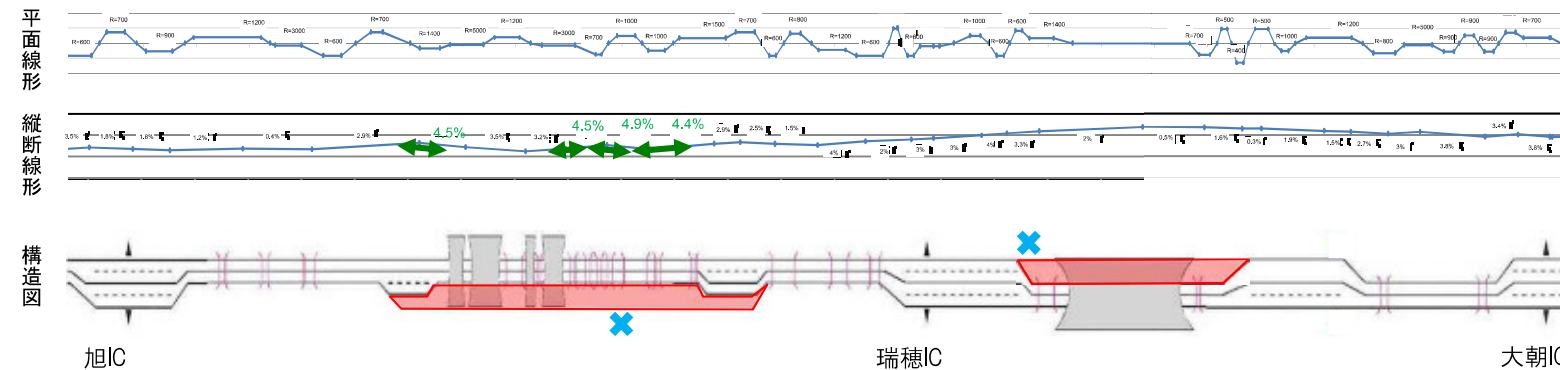 平面線形
R=600
R=700
R=900
R=1200
R=3000
R=600
R=700
R=1400
R=5000
R=1200
R=3000
R=700
R=1000
R=1000
R=1500
R=700
R=600
R=800
R=1200
R=600
R=600
R=1000
R=600
R=600
R=1400
R=700
R=500
R=400
R=500
R=1000
R=1200
R=800
R=3000
R=900
R=900
R=900
R=700
縦断線形
3.5%
1.8%
1.8%
1.2%
0.4%
2.9%
4.5%
3.5%
3.2%
4.5%
4.9%
4.4%
2.9%
2.5%
1.5%
4%
2%
3%
3%
4%
3.3%
2%
0.5%
1.6%
0.3%
1.9%
1.5%
2.7%
3%
3.8%
3.4%
3.8%
構造図
旭IC
瑞穂IC
大朝IC